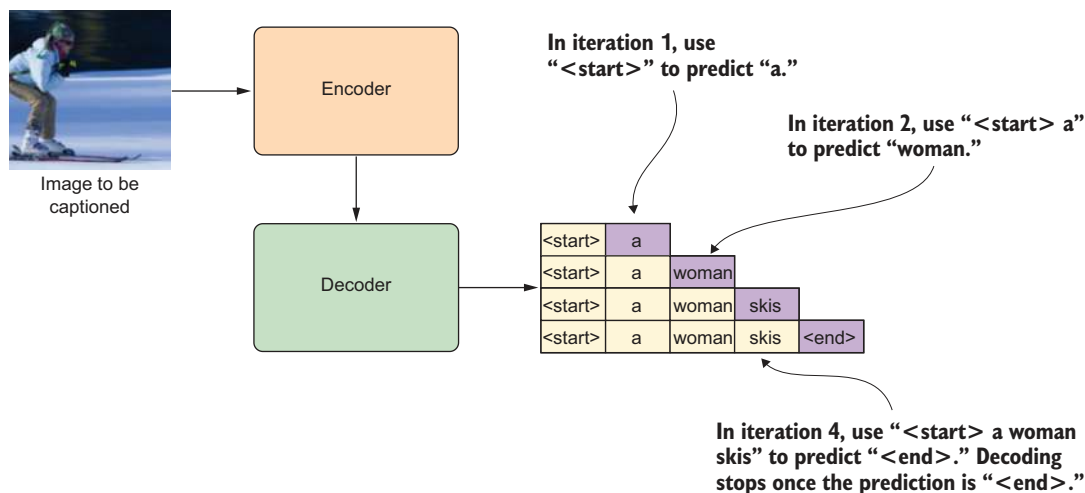 In iteration 1, use
“<start>” to predict “a.”
Encoder
In iteration 2, use “<start> a”
to predict “woman.”
Image to be
captioned
Decoder
<start> a
<start> a woman
<start> a woman skis
<start> a woman skis <end>
In iteration 4, use “<start> a woman
skis” to predict “<end>.” Decoding
stops once the prediction is “<end>.”